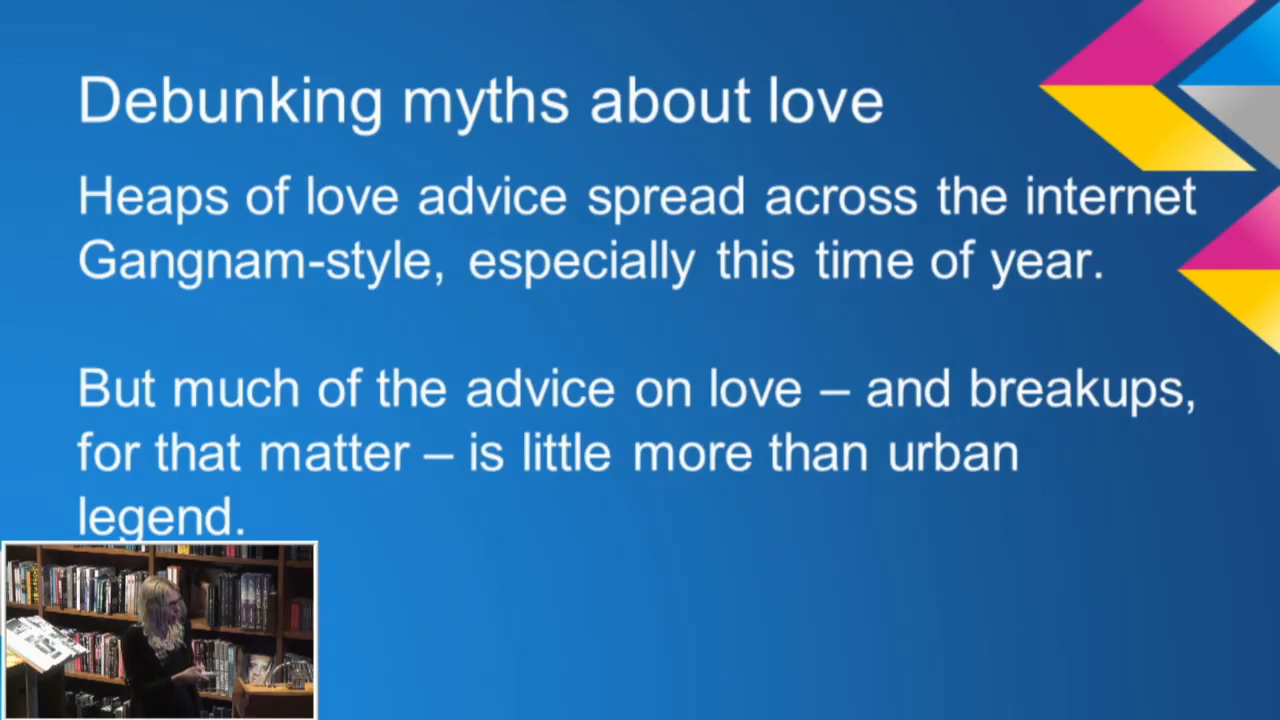 Debunking myths about love
Heaps of love advice spread across the internet
Gangnam-style, especially this time of year.
But much of the advice on love – and breakups,
for that matter – is little more than urban
legend.